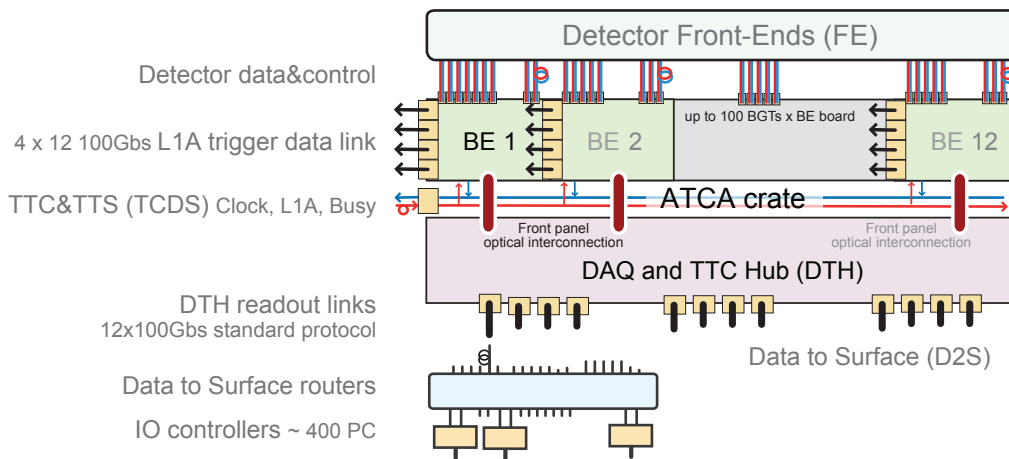 Detector Front-Ends (FE)
Detector data&control
up to 100 BGTs x BE board
4 x 12 100Gbs L1A trigger data link
BE 1
BE 2
BE 12
TTC&TTS (TCDS) Clock, L1A, Busy
ATCA crate
Front panel
optical interconnection
Front panel
optical interconnection
DAQ and TTC Hub (DTH)
DTH readout links
12x100Gbs standard protocol
Data to Surface (D2S)
Data to Surface routers
IO controllers ~ 400 PC